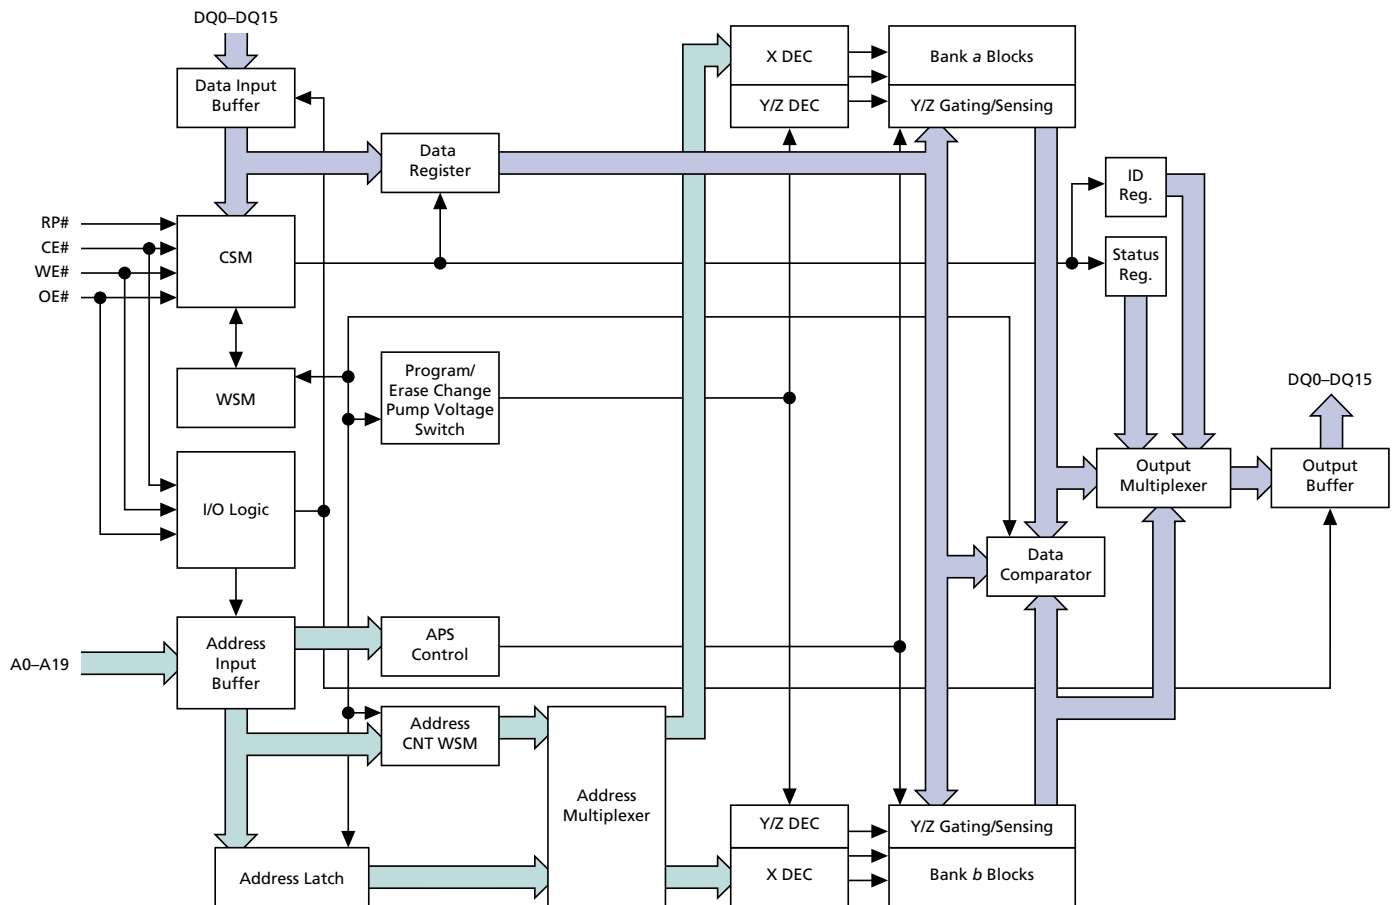 DQ0–DQ15
Data Input
Buffer
X DEC
Y/Z DEC
Bank a Blocks
Y/Z Gating/Sensing
Data
Register
ID
Reg.
RP#
CE#
WE#
OE#
CSM
Status
Reg.
WSM
Program/
Erase Change
Pump Voltage
Switch
DQ0–DQ15
I/O Logic
Output
Multiplexer
Output
Buffer
Data
Comparator
A0–A19
Address
Input
Buffer
APS
Control
Address
CNT WSM
Address
Multiplexer
Y/Z DEC
X DEC
Y/Z Gating/Sensing
Bank b Blocks
Address Latch